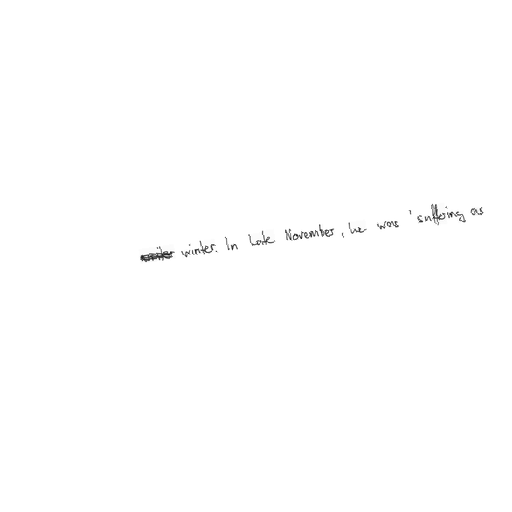 winter. In late November, he was 'suffering as